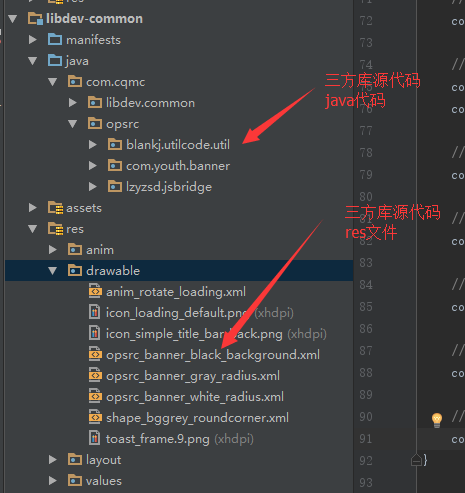 res
libdev-common
manifests
java
com.cqmc
libdev.common
opsrc
blankj.utilcode.util
com.youth.banner
lzyzsd.jsbridge
assets
res
anim
drawable
anim_rotate_loading.xml
icon_loading_default.png (xhdpi)
icon_simple_title_bar_back.png (xhdpi)
opsrc_banner_black_background.xml
opsrc_banner_gray_radius.xml
opsrc_banner_white_radius.xml
shape_bggrey_roundcorner.xml
toast_frame.9.png (xhdpi)
layout
values
三方库源代码
java代码
三方库源代码
res文件
71
72 co
73
74 //
75 co
76 co
77
78 //
79 co
80
81 //
82 co
83
84 //
85 co
86
87 //
88 co
89
90 //
91 co
92 }
93